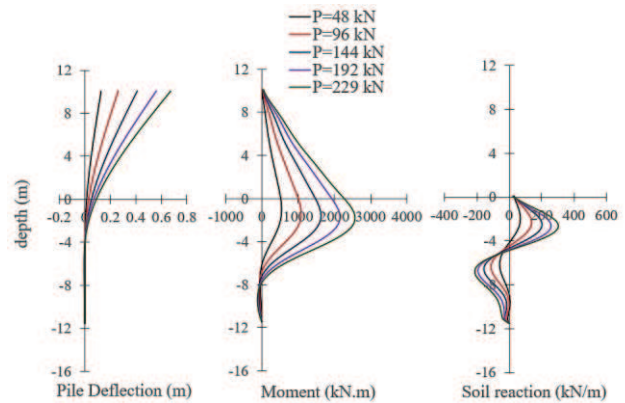 P=48 kN
P=96 kN
P=144 kN
P=192 kN
P=229 kN
12
8
4
0
-4
-8
-12
-16
-0.2 0 0.2 0.4 0.6 0.8
depth (m)
Pile Deflection (m)
12
8
4
0
-4
-8
-12
-16
-1000 0 1000 2000 3000 4000
Moment (kN.m)
12
8
4
0
-4
-8
-12
-16
-400 -200 0 200 400 600
Soil reaction (kN/m)